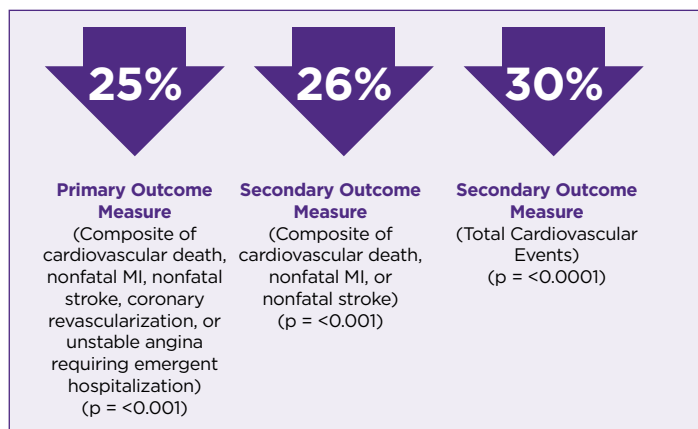 25%
Primary Outcome
Measure
(Composite of
cardiovascular death,
nonfatal MI, nonfatal
stroke, coronary
revascularization, or
unstable angina
requiring emergent
hospitalization)
(p = <0.001)
26%
Secondary Outcome
Measure
(Composite of
cardiovascular death,
nonfatal MI, or
nonfatal stroke)
(p = <0.001)
30%
Secondary Outcome
Measure
(Total Cardiovascular
Events)
(p = <0.0001)